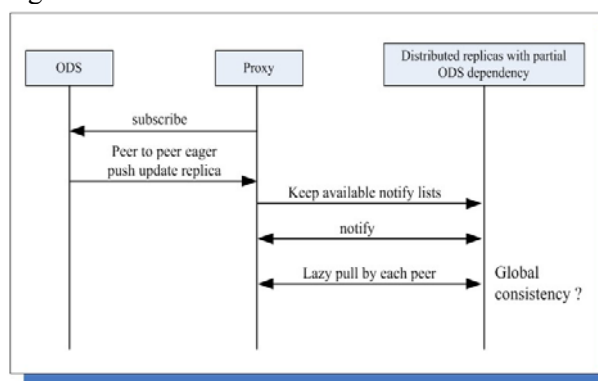 ODS
Proxy
Distributed replicas with partial
ODS dependency
subscribe
Peer to peer eager
push update replica
Keep available notify lists
notify
Lazy pull by each peer
Global
consistency ?